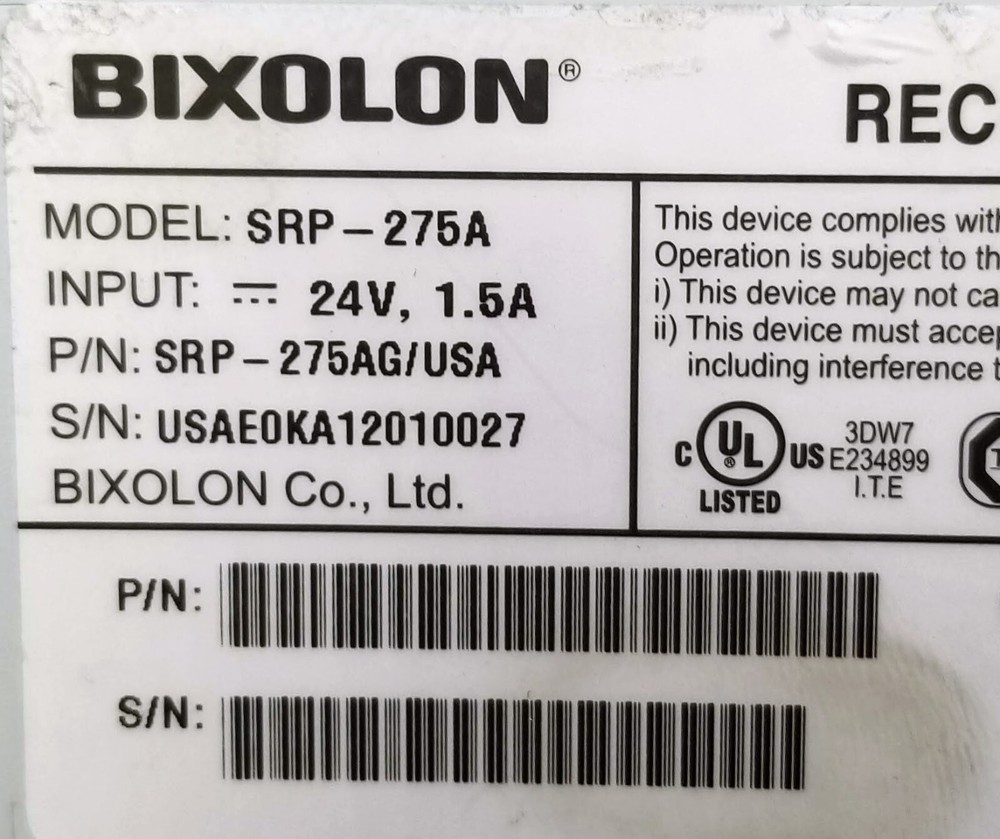 BIXOLON®
REC
MODEL: SRP-275A
INPUT: ⎓ 24V, 1.5A
P/N: SRP-275AG/USA
S/N: USAE0KA12010027
BIXOLON Co., Ltd.
This device complies with
Operation is subject to th
i) This device may not ca
ii) This device must accep
including interference t
C UL® US
LISTED
3DW7
E234899
I.T.E
P/N:
S/N: